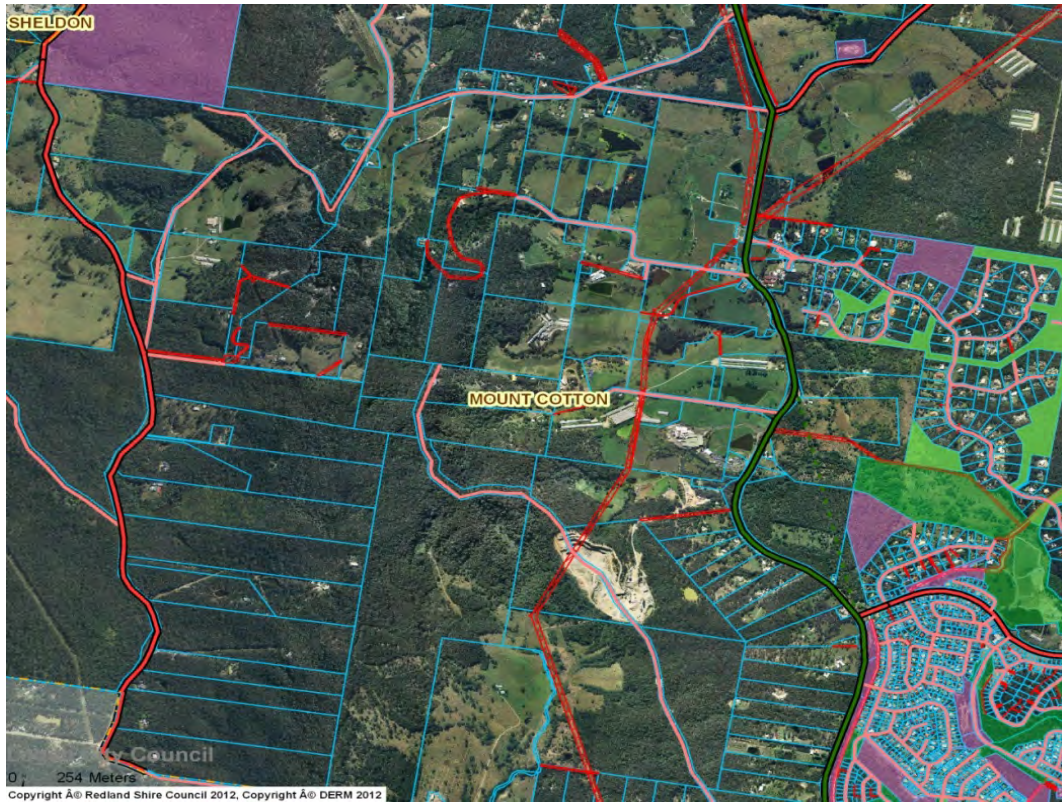 SHELDON
MOUNT COTTON
y Council
0 254 Meters
Copyright Â© Redland Shire Council 2012, Copyright Â© DERM 2012